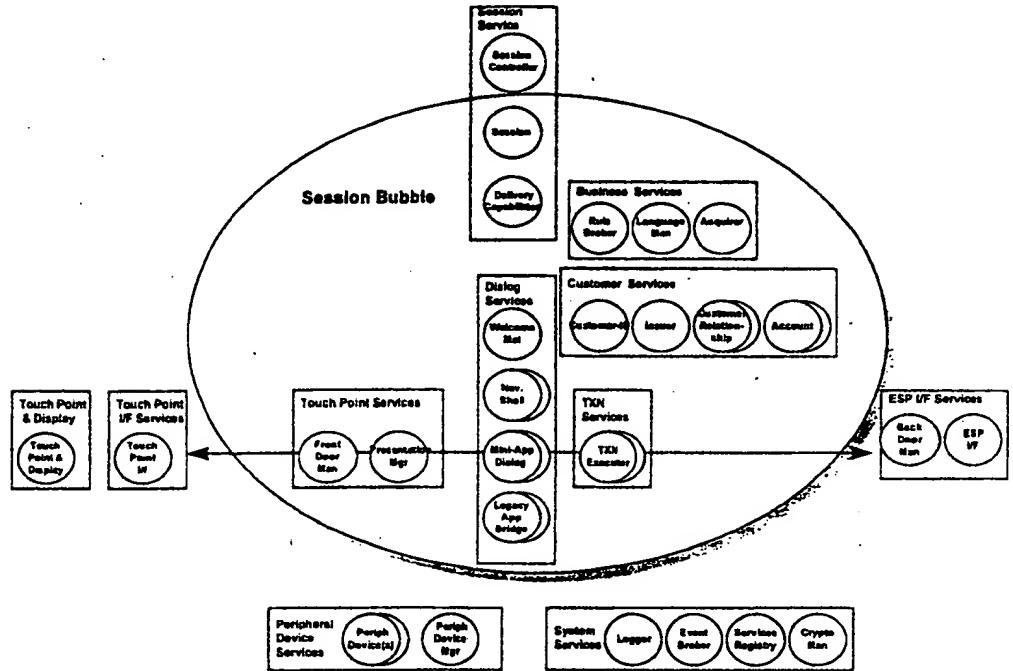 Session
Service
Session
Controller
Session
Delivery
Capabilities
Session Bubble
Business Services
Rule
Broker
Language
Man
Acquirer
Customer Services
Customer-ID
Issuer
Customer
Relation-
ship
Account
Dialog
Services
Welcome
Mat
Nav.
Shell
Mini-App
Dialog
Legacy
App
Bridge
Touch Point
& Display
Touch
Point &
Display
Touch Point
I/F Services
Touch
Point
I/F
Touch Point Services
Front
Door
Man
Presentation
Mgr
TXN
Services
TXN
Executor
ESP I/F Services
Back
Door
Man
ESP
I/F
Peripheral
Device
Services
Periph
Device(s)
Periph
Device
Mgr
System
Services
Logger
Event
Broker
Services
Registry
Crypto
Man